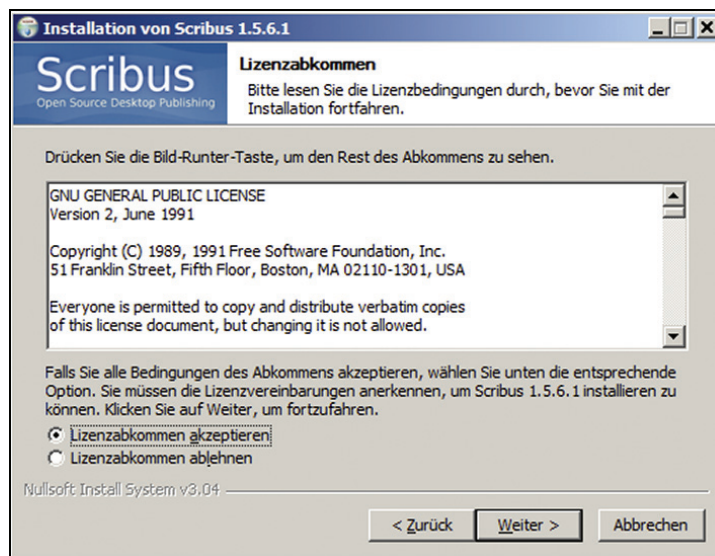 Installation von Scribus 1.5.6.1
Scribus
Open Source Desktop Publishing
Lizenzabkommen
Bitte lesen Sie die Lizenzbedingungen durch, bevor Sie mit der
Installation fortfahren.
Drücken Sie die Bild-Runter-Taste, um den Rest des Abkommens zu sehen.
GNU GENERAL PUBLIC LICENSE
Version 2, June 1991
Copyright (C) 1989, 1991 Free Software Foundation, Inc.
51 Franklin Street, Fifth Floor, Boston, MA 02110-1301, USA
Everyone is permitted to copy and distribute verbatim copies
of this license document, but changing it is not allowed.
Falls Sie alle Bedingungen des Abkommens akzeptieren, wählen Sie unten die entsprechende
Option. Sie müssen die Lizenzvereinbarungen anerkennen, um Scribus 1.5.6.1 installieren zu
können. Klicken Sie auf Weiter, um fortzufahren.
Lizenzabkommen akzeptieren
Lizenzabkommen ablehnen
Nullsoft Install System v3.04
< Zurück Weiter > Abbrechen